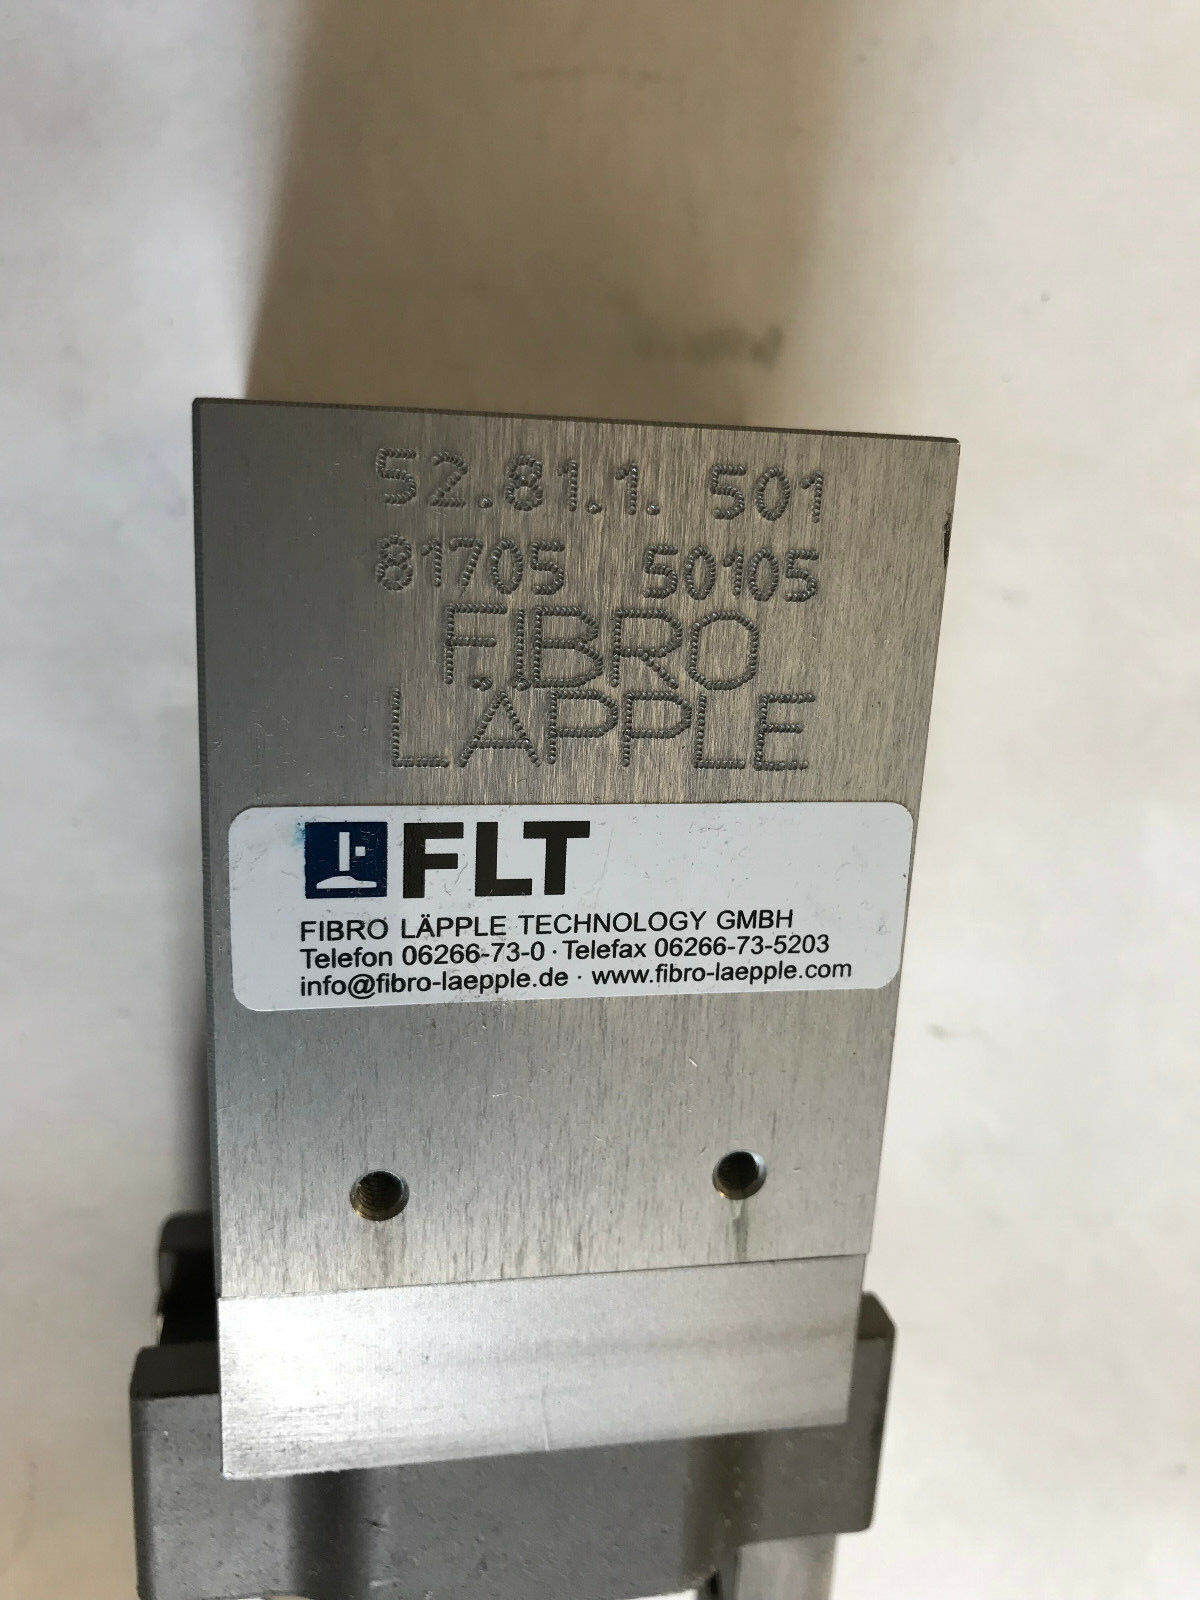 52.81.1. 501
81705 50105
FIBRO
LÄPPLE
FLT
FIBRO LÄPPLE TECHNOLOGY GMBH
Telefon 06266-73-0 · Telefax 06266-73-5203
info@fibro-laepple.de · www.fibro-laepple.com